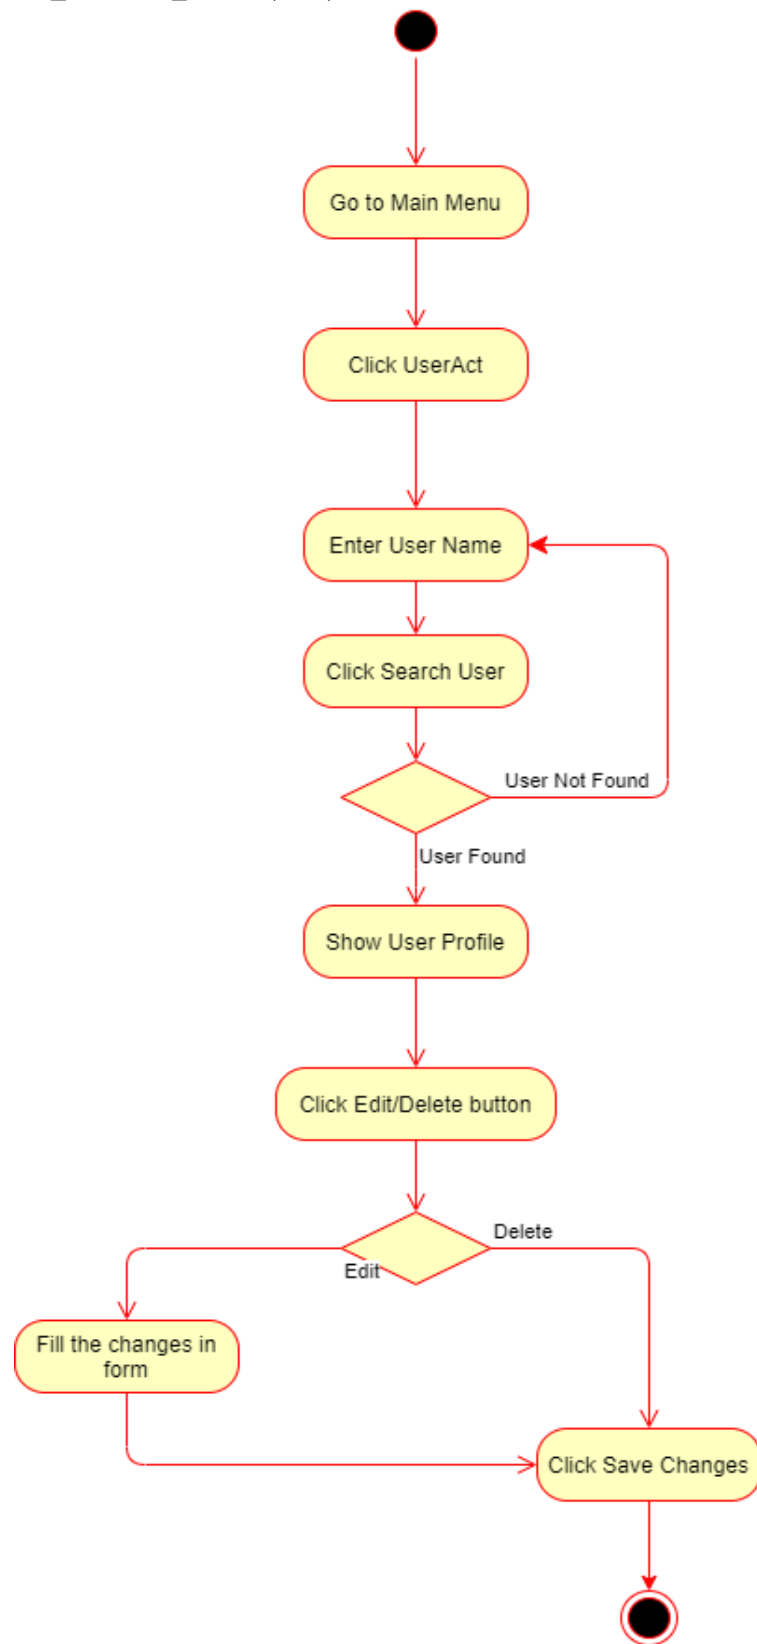 Go to Main Menu
Click UserAct
Enter User Name
Click Search User
User Not Found
User Found
Show User Profile
Click Edit/Delete button
Delete
Edit
Fill the changes in
form
Click Save Changes